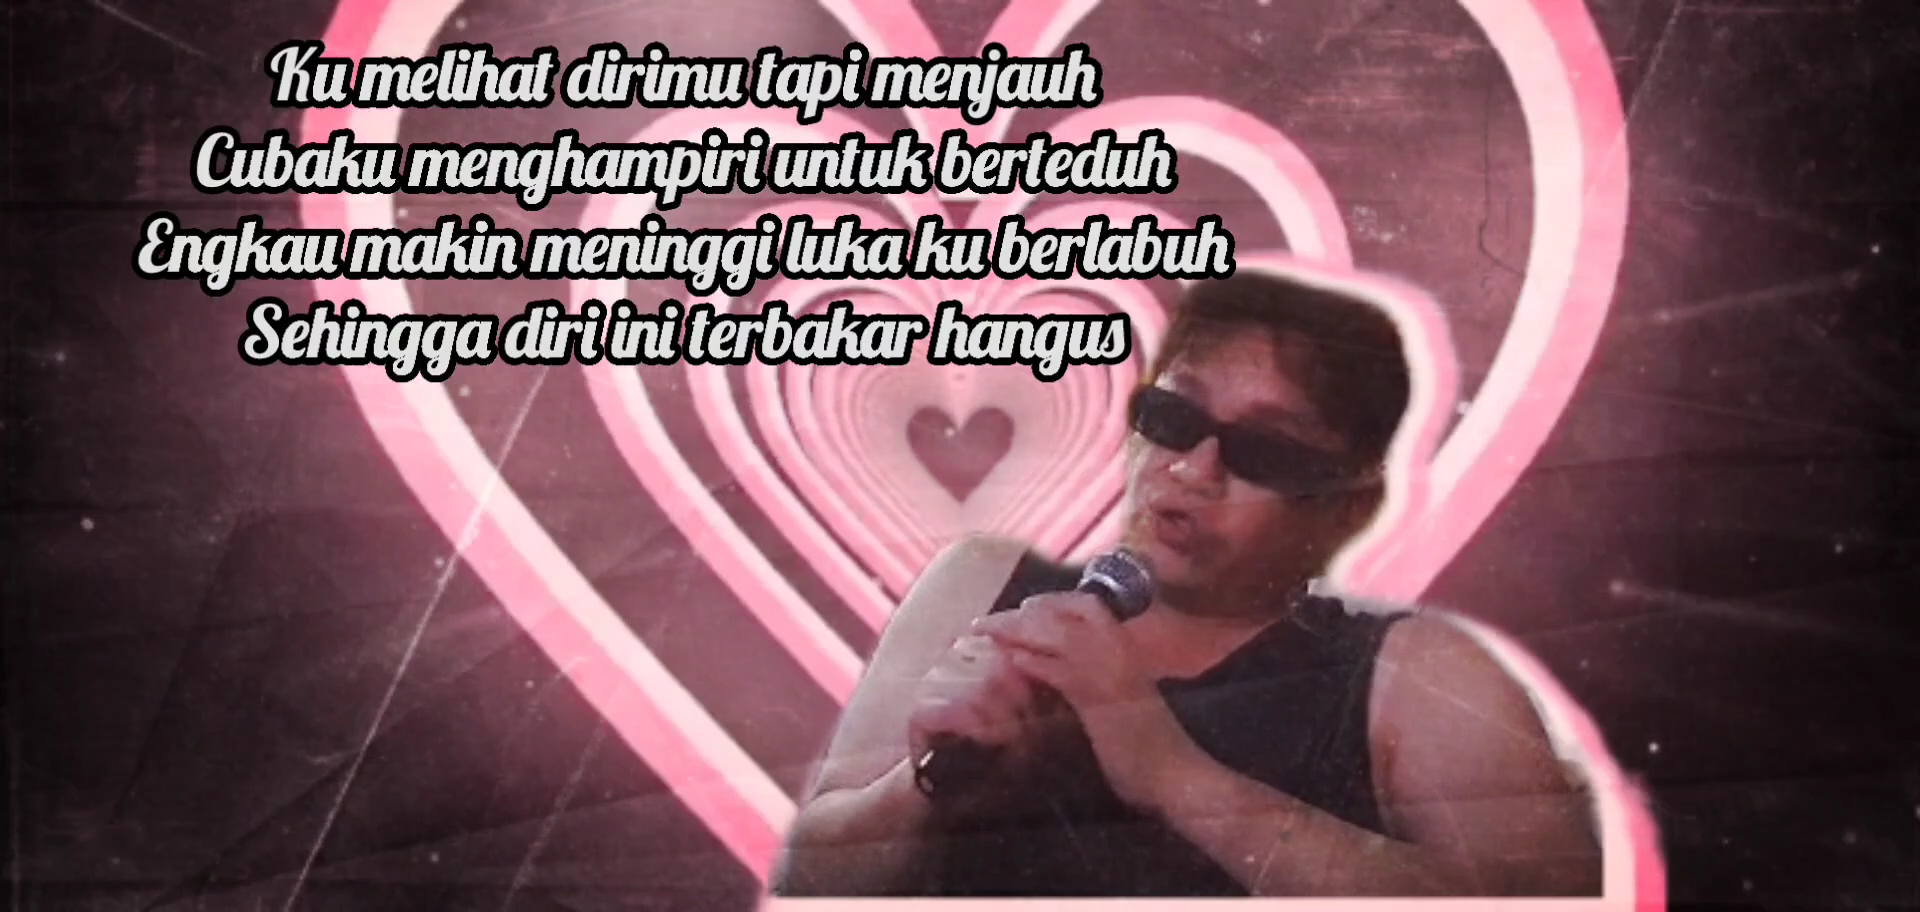 Ku melihat dirimu tapi menjauh
Cubaku menghampiri untuk berteduh
Engkau makin meninggi luka ku berlabuh
Sehingga diri ini terbakar hangus